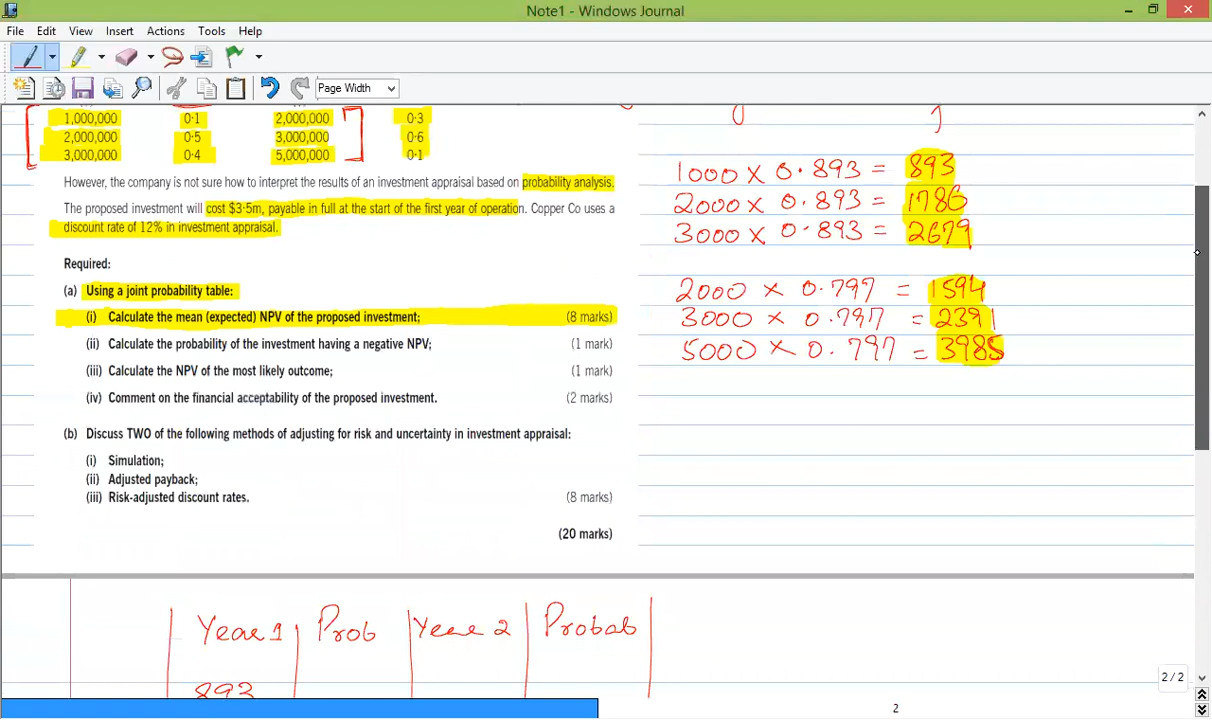 Note1 - Windows Journal
File Edit View Insert Actions Tools Help
Page Width
1,000,000 0·1 2,000,000 0·3
2,000,000 0·5 3,000,000 0·6
3,000,000 0·4 5,000,000 0·1
However, the company is not sure how to interpret the results of an investment appraisal based on probability analysis.
The proposed investment will cost $3·5m, payable in full at the start of the first year of operation. Copper Co uses a
discount rate of 12% in investment appraisal.
Required:
(a) Using a joint probability table:
(i) Calculate the mean (expected) NPV of the proposed investment; (8 marks)
(ii) Calculate the probability of the investment having a negative NPV; (1 mark)
(iii) Calculate the NPV of the most likely outcome; (1 mark)
(iv) Comment on the financial acceptability of the proposed investment. (2 marks)
(b) Discuss TWO of the following methods of adjusting for risk and uncertainty in investment appraisal:
(i) Simulation;
(ii) Adjusted payback;
(iii) Risk-adjusted discount rates. (8 marks)
(20 marks)
1000 × 0.893 = 893
2000 × 0.893 = 1786
3000 × 0.893 = 2679
2000 × 0.797 = 1594
3000 × 0.797 = 2391
5000 × 0.797 = 3985
Year 1 Prob Year 2 Probab
893
2/2
2